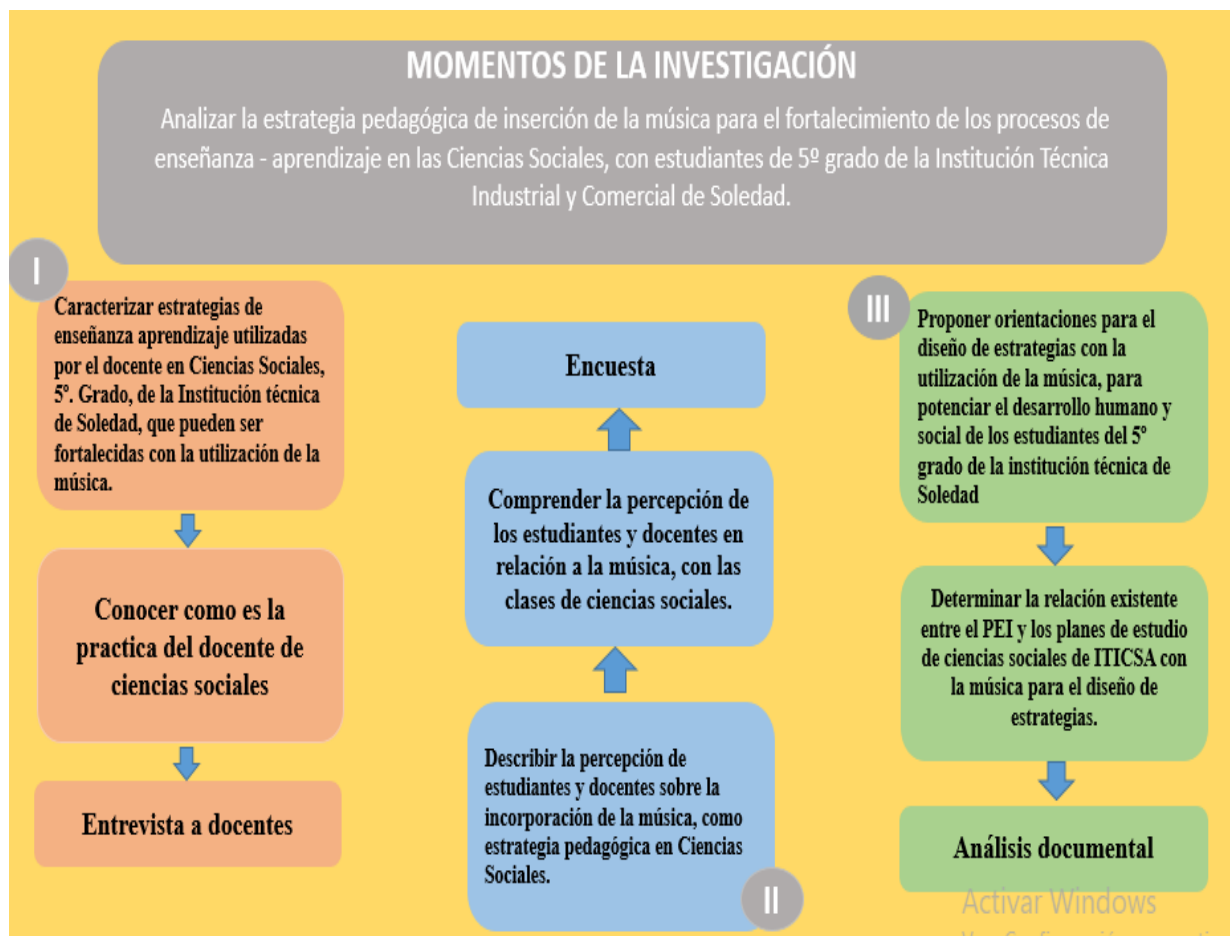 MOMENTOS DE LA INVESTIGACIÓN
Analizar la estrategia pedagógica de inserción de la música para el fortalecimiento de los procesos de
enseñanza - aprendizaje en las Ciencias Sociales, con estudiantes de 5º grado de la Institución Técnica
Industrial y Comercial de Soledad.
I
Caracterizar estrategias de
enseñanza aprendizaje utilizadas
por el docente en Ciencias Sociales,
5º. Grado, de la Institución técnica
de Soledad, que pueden ser
fortalecidas con la utilización de la
música.
Conocer como es la
practica del docente de
ciencias sociales
Entrevista a docentes
Encuesta
Comprender la percepción de
los estudiantes y docentes en
relación a la música, con las
clases de ciencias sociales.
Describir la percepción de
estudiantes y docentes sobre la
incorporación de la música, como
estrategia pedagógica en Ciencias
Sociales.
II
III
Proponer orientaciones para el
diseño de estrategias con la
utilización de la música, para
potenciar el desarrollo humano y
social de los estudiantes del 5º
grado de la institución técnica de
Soledad
Determinar la relación existente
entre el PEI y los planes de estudio
de ciencias sociales de ITICSA con
la música para el diseño de
estrategias.
Análisis documental
Activar Windows